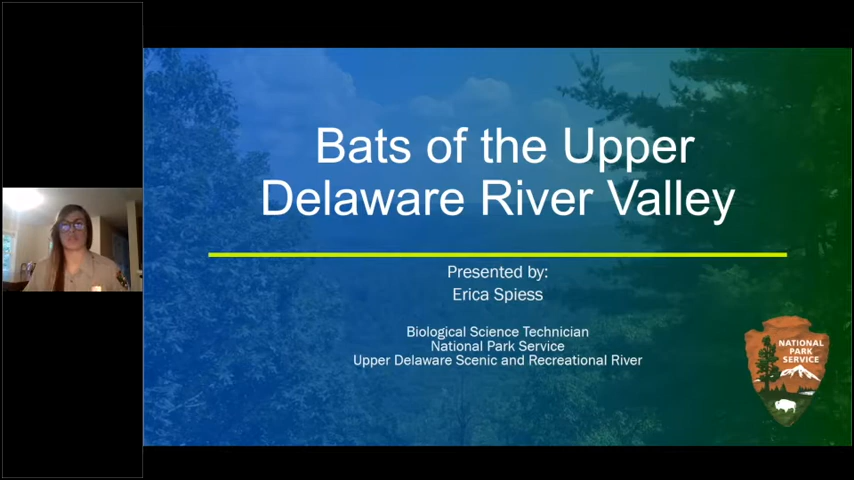 Bats of the Upper
Delaware River Valley
Presented by:
Erica Spiess
Biological Science Technician
National Park Service
Upper Delaware Scenic and Recreational River
NATIONAL
PARK
SERVICE